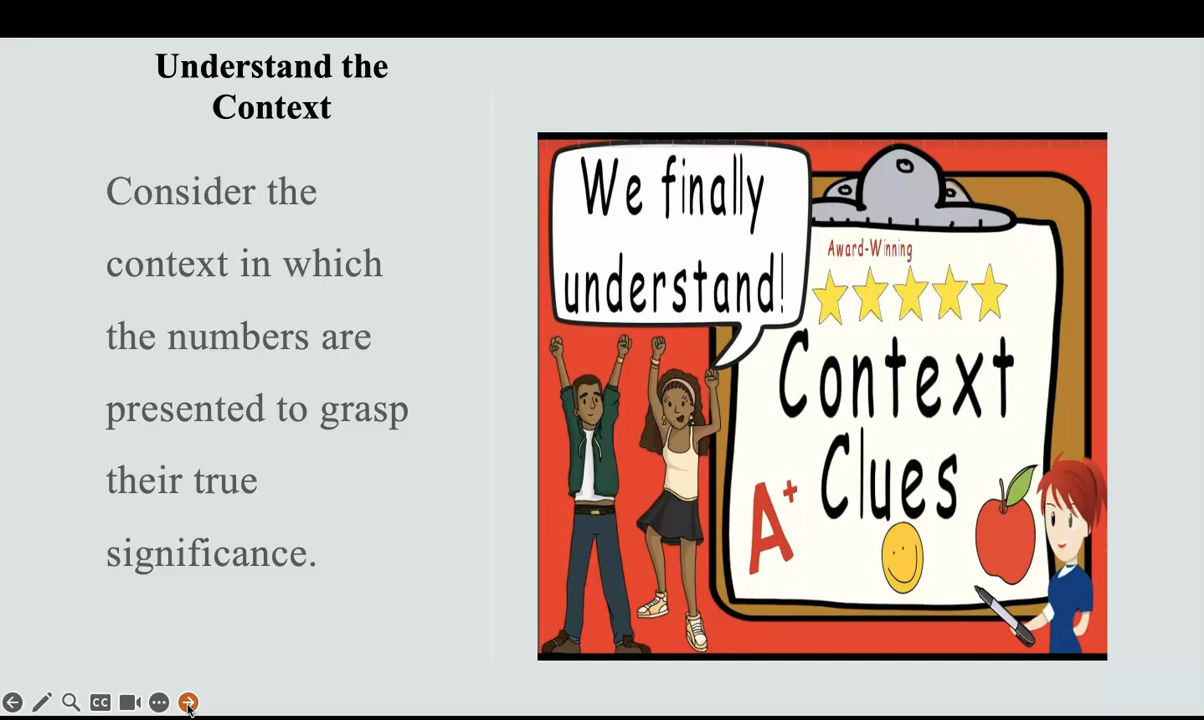 Understand the
Context
Consider the
context in which
the numbers are
presented to grasp
their true
significance.
We finally
understand!
Award-Winning
Context
Clues
A+
CC